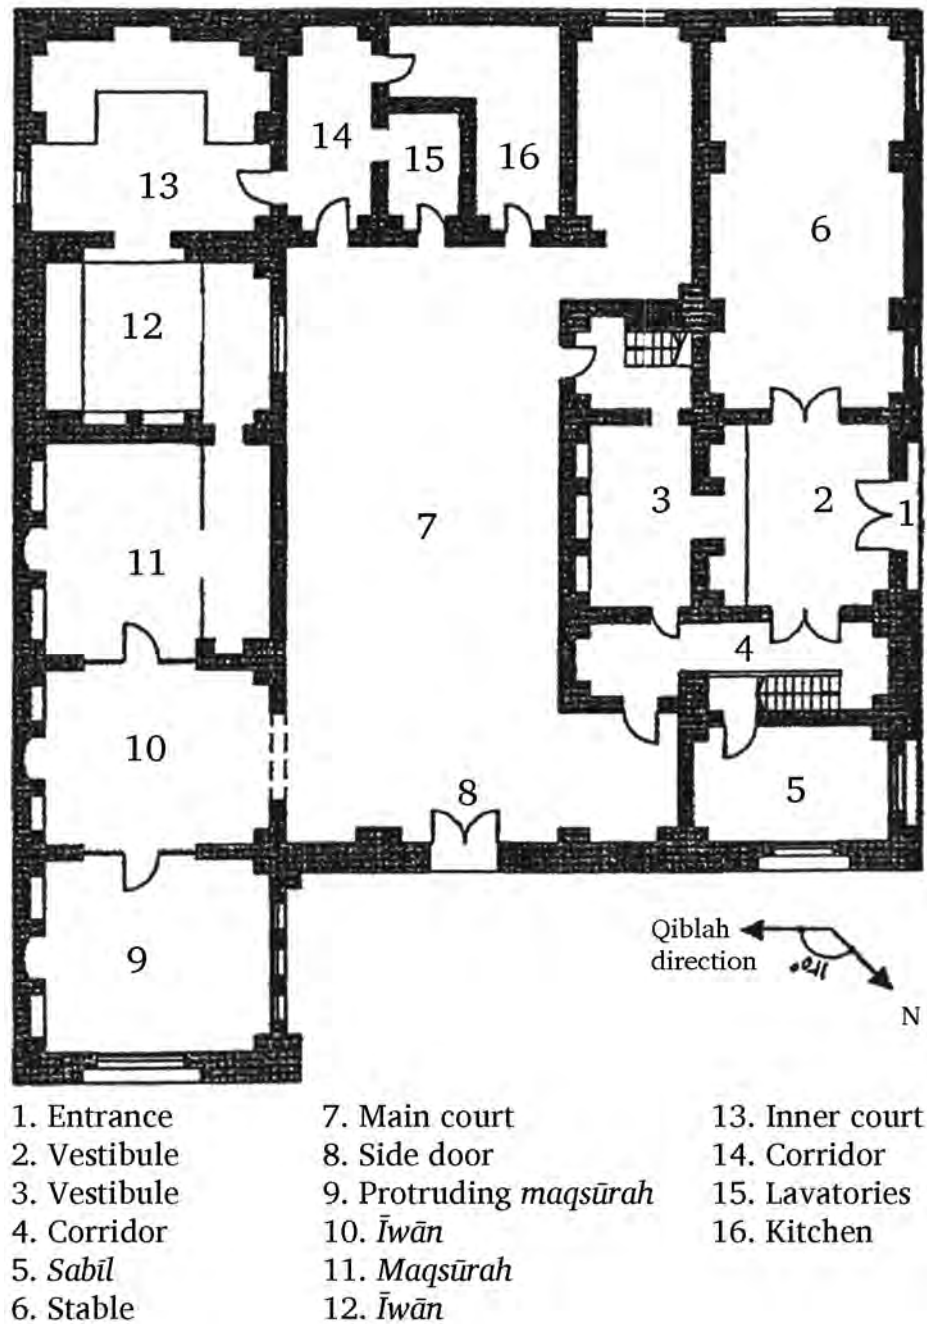 14
15
16
13
6
12
3
2
1
7
11
4
10
8
5
9
Qiblah
direction
N
1. Entrance
2. Vestibule
3. Vestibule
4. Corridor
5. Sabīl
6. Stable
7. Main court
8. Side door
9. Protruding maqsūrah
10. Īwān
11. Maqsūrah
12. Īwān
13. Inner court
14. Corridor
15. Lavatories
16. Kitchen